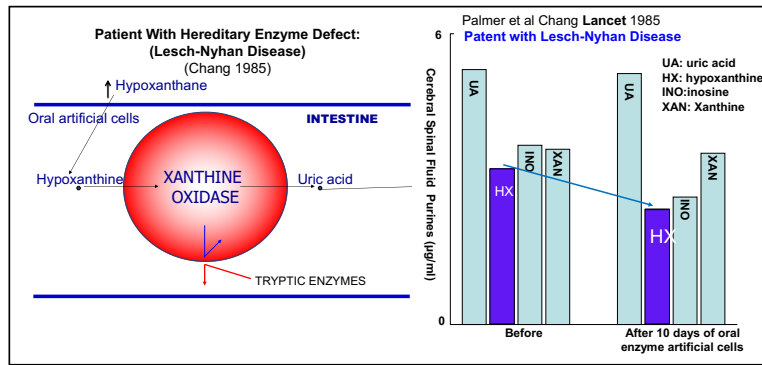 Patient With Hereditary Enzyme Defect:
(Lesch-Nyhan Disease)
(Chang 1985)
Hypoxanthane
Oral artificial cells
INTESTINE
Hypoxanthine
XANTHINE
OXIDASE
Uric acid
TRYPTIC ENZYMES
Palmer et al Chang Lancet 1985
Patent with Lesch-Nyhan Disease
6
Cerebral Spinal Fluid Purines (µg/ml)
0
UA: uric acid
HX: hypoxanthine
INO:inosine
XAN: Xanthine
UA
HX
INO
XAN
UA
HX
INO
XAN
Before
After 10 days of oral
enzyme artificial cells